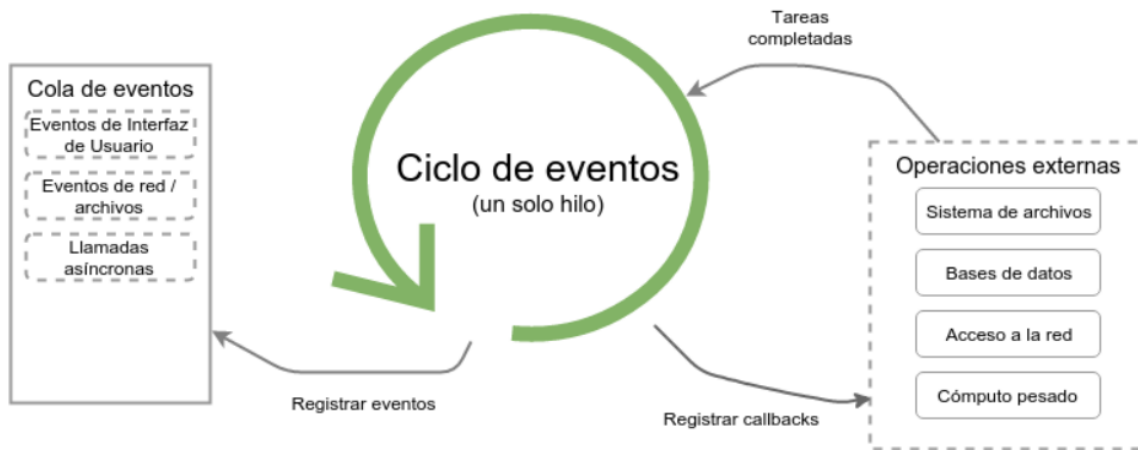 Cola de eventos
Eventos de Interfaz
de Usuario
Eventos de red /
archivos
Llamadas
asíncronas
Registrar eventos
Ciclo de eventos
(un solo hilo)
Tareas
completadas
Registrar callbacks
Operaciones externas
Sistema de archivos
Bases de datos
Acceso a la red
Cómputo pesado